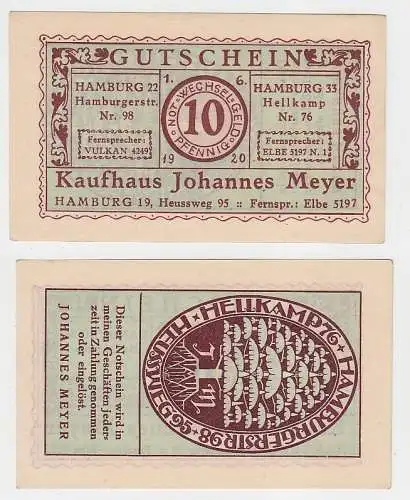 GUTSCHEIN
HAMBURG 22
Hamburgerstr.
Nr. 98
Fernsprecher:
VULKAN 4249
1. 6.
NOT-WECHSEL-GELD
10
PFENNIG
19 20
HAMBURG 33
Hellkamp
Nr. 76
Fernsprecher:
ELBE 5197 N. 1
Kaufhaus Johannes Meyer
HAMBURG 19, Heussweg 95 :: Fernspr.: Elbe 5197
Dieser Notschein wird in
meinen Geschäften jeder-
zeit in Zahlung genommen
oder eingelöst.
JOHANNES MEYER
HEUSSWEG 95 * HELLKAMP 76 * HAMBURGERSTR 98